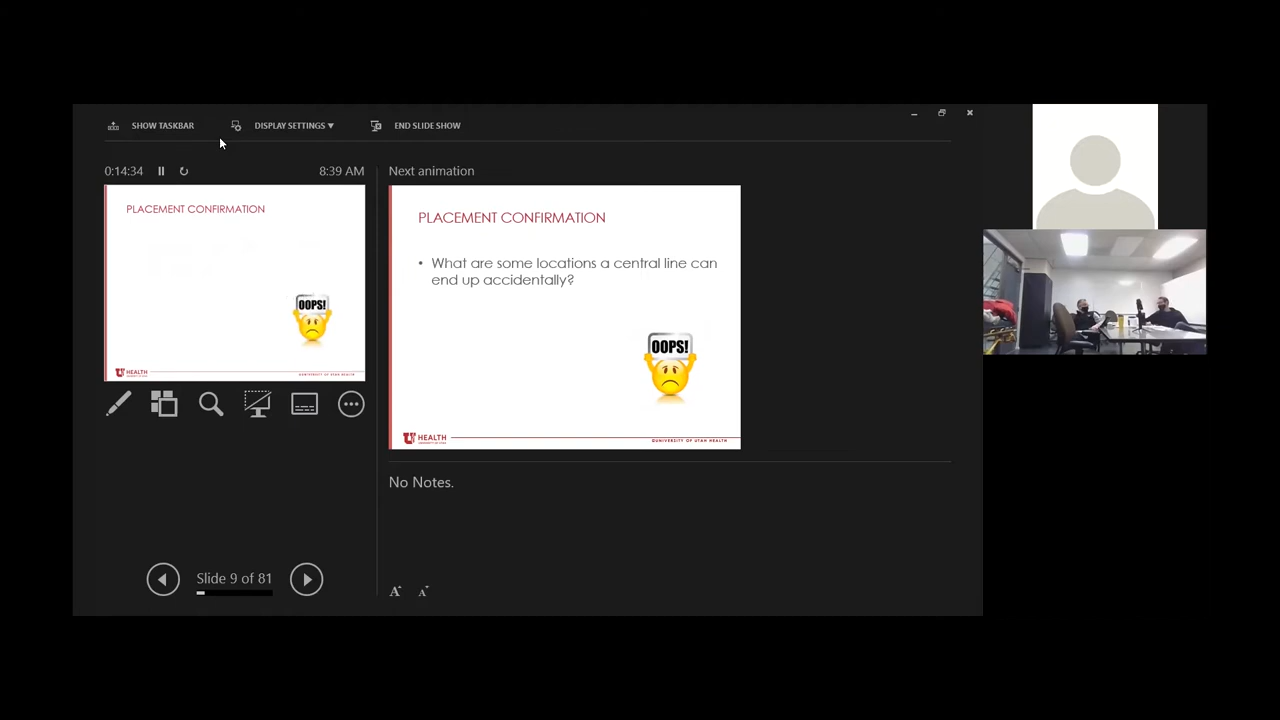 SHOW TASKBAR
DISPLAY SETTINGS ▼
END SLIDE SHOW
0:14:34
8:39 AM
Next animation
PLACEMENT CONFIRMATION
OOPS!
HEALTH
PLACEMENT CONFIRMATION
• What are some locations a central line can
end up accidentally?
OOPS!
HEALTH
©UNIVERSITY OF UTAH HEALTH
No Notes.
Slide 9 of 81
A
A